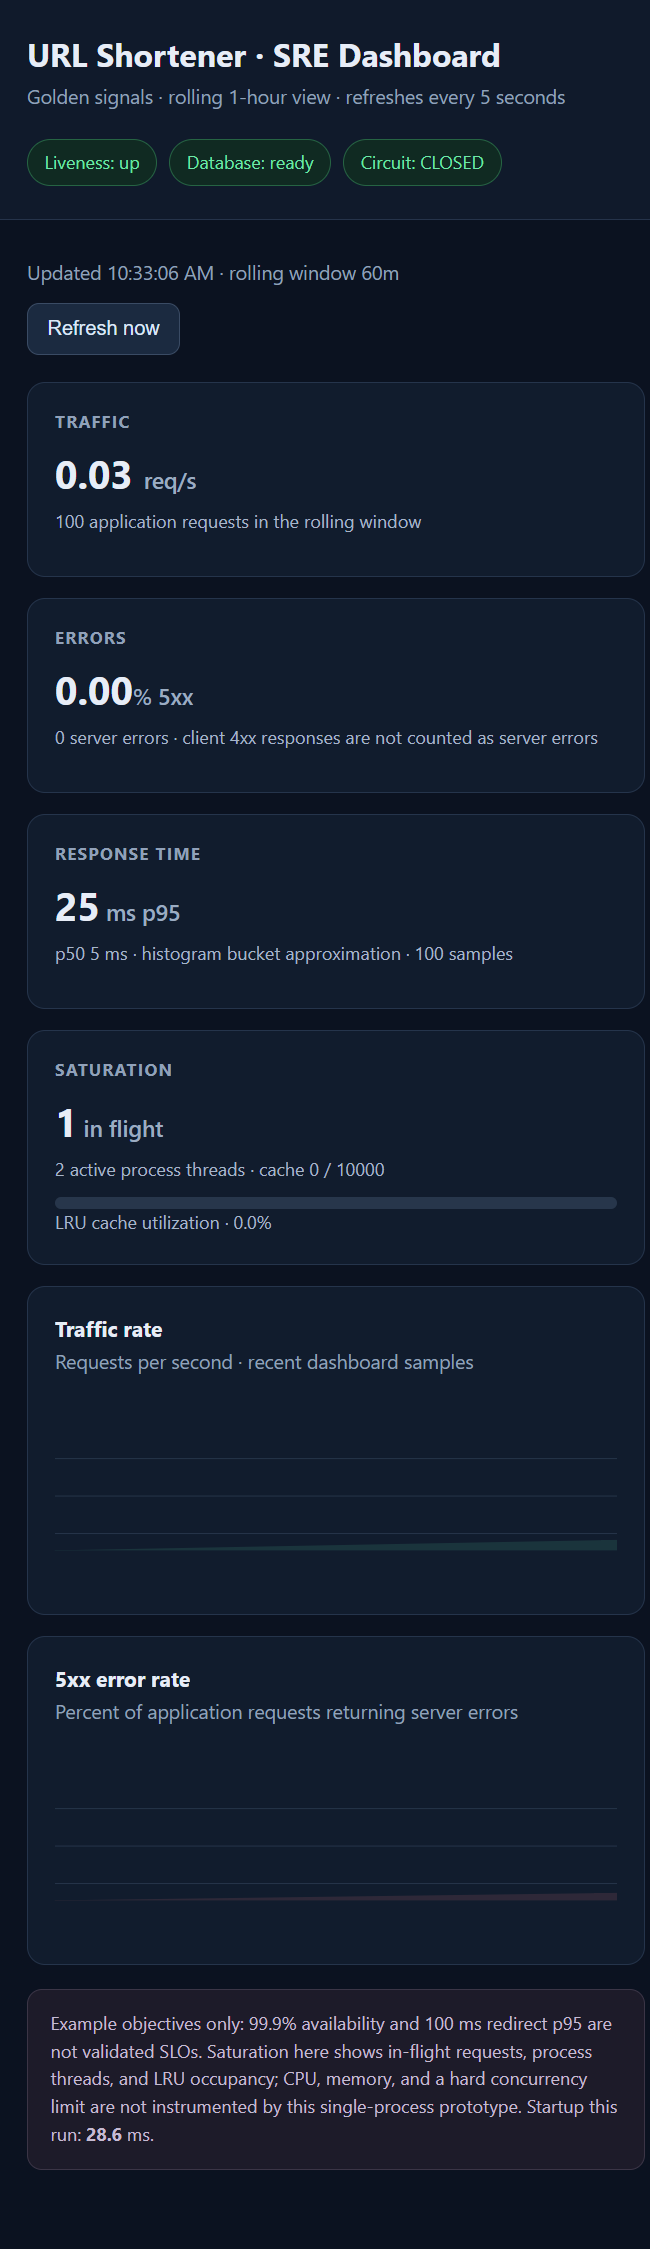 URL Shortener · SRE Dashboard
Golden signals · rolling 1-hour view · refreshes every 5 seconds
Liveness: up
Database: ready
Circuit: CLOSED
Updated 10:33:06 AM · rolling window 60m
Refresh now
TRAFFIC
0.03 req/s
100 application requests in the rolling window
ERRORS
0.00% 5xx
0 server errors · client 4xx responses are not counted as server errors
RESPONSE TIME
25 ms p95
p50 5 ms · histogram bucket approximation · 100 samples
SATURATION
1 in flight
2 active process threads · cache 0 / 10000
LRU cache utilization · 0.0%
Traffic rate
Requests per second · recent dashboard samples
5xx error rate
Percent of application requests returning server errors
Example objectives only: 99.9% availability and 100 ms redirect p95 are
not validated SLOs. Saturation here shows in-flight requests, process
threads, and LRU occupancy; CPU, memory, and a hard concurrency
limit are not instrumented by this single-process prototype. Startup this
run: 28.6 ms.